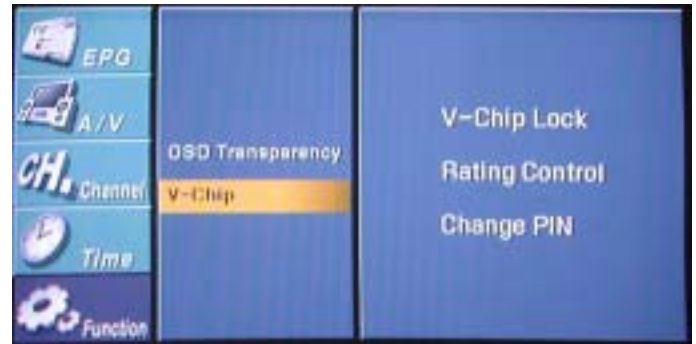 EPG
A/V
CH. Channel
Time
Function
OSD Transparency
V-Chip
V-Chip Lock
Rating Control
Change PIN